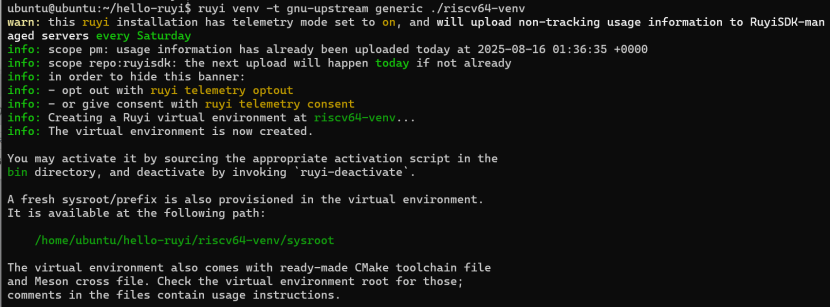 ubuntu@ubuntu:~/hello-ruyi$ ruyi venv -t gnu-upstream generic ./riscv64-venv
warn: this ruyi installation has telemetry mode set to on, and will upload non-tracking usage information to RuyiSDK-man
aged servers every Saturday
info: scope pm: usage information has already been uploaded today at 2025-08-16 01:36:35 +0000
info: scope repo:ruyisdk: the next upload will happen today if not already
info: in order to hide this banner:
info: - opt out with ruyi telemetry optout
info: - or give consent with ruyi telemetry consent
info: Creating a Ruyi virtual environment at riscv64-venv...
info: The virtual environment is now created.

You may activate it by sourcing the appropriate activation script in the
bin directory, and deactivate by invoking `ruyi-deactivate`.

A fresh sysroot/prefix is also provisioned in the virtual environment.
It is available at the following path:

    /home/ubuntu/hello-ruyi/riscv64-venv/sysroot

The virtual environment also comes with ready-made CMake toolchain file
and Meson cross file. Check the virtual environment root for those;
comments in the files contain usage instructions.